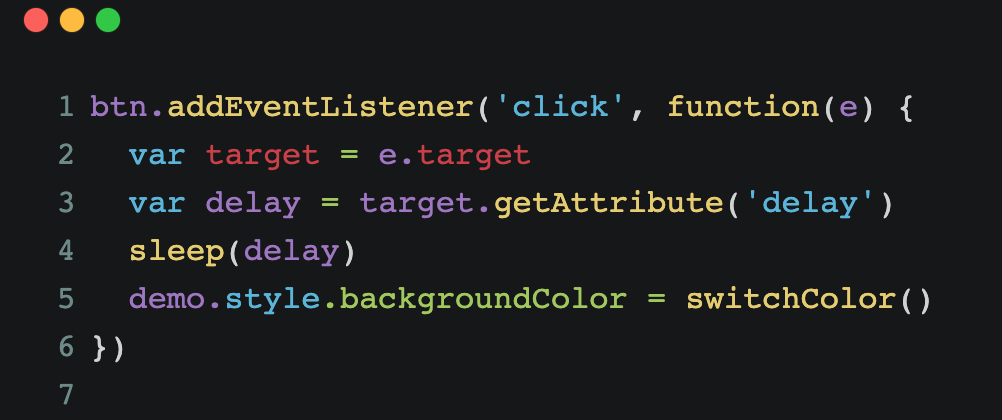 1 btn.addEventListener('click', function(e) {
2   var target = e.target
3   var delay = target.getAttribute('delay')
4   sleep(delay)
5   demo.style.backgroundColor = switchColor()
6 })
7